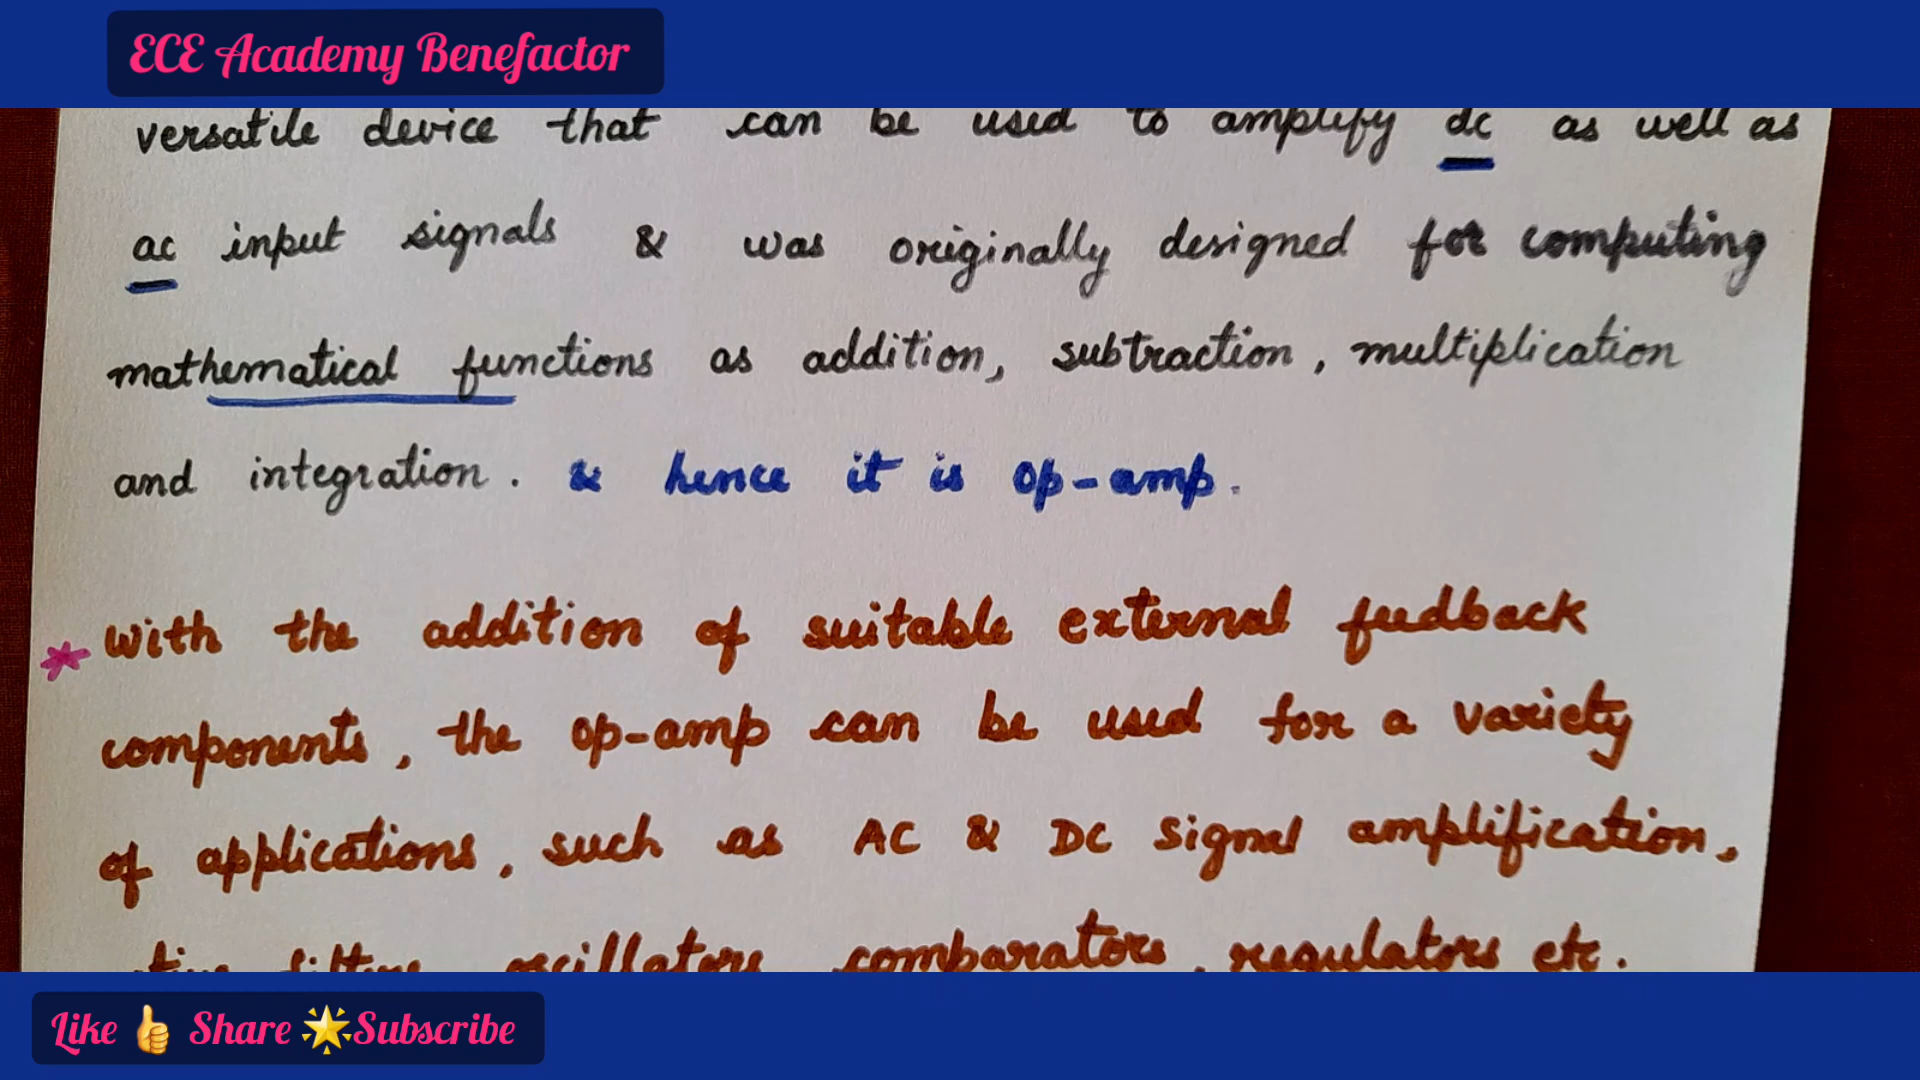 ECE Academy Benefactor
versatile device that can be used to amplify dc as well as
ac input signals & was originally designed for computing
mathematical functions as addition, subtraction, multiplication
and integration. & hence it is op-amp.
* With the addition of suitable external feedback
components, the op-amp can be used for a variety
of applications, such as AC & DC signal amplification,
filters oscillators comparators, regulators etc.
Like 👍 Share 🌟Subscribe